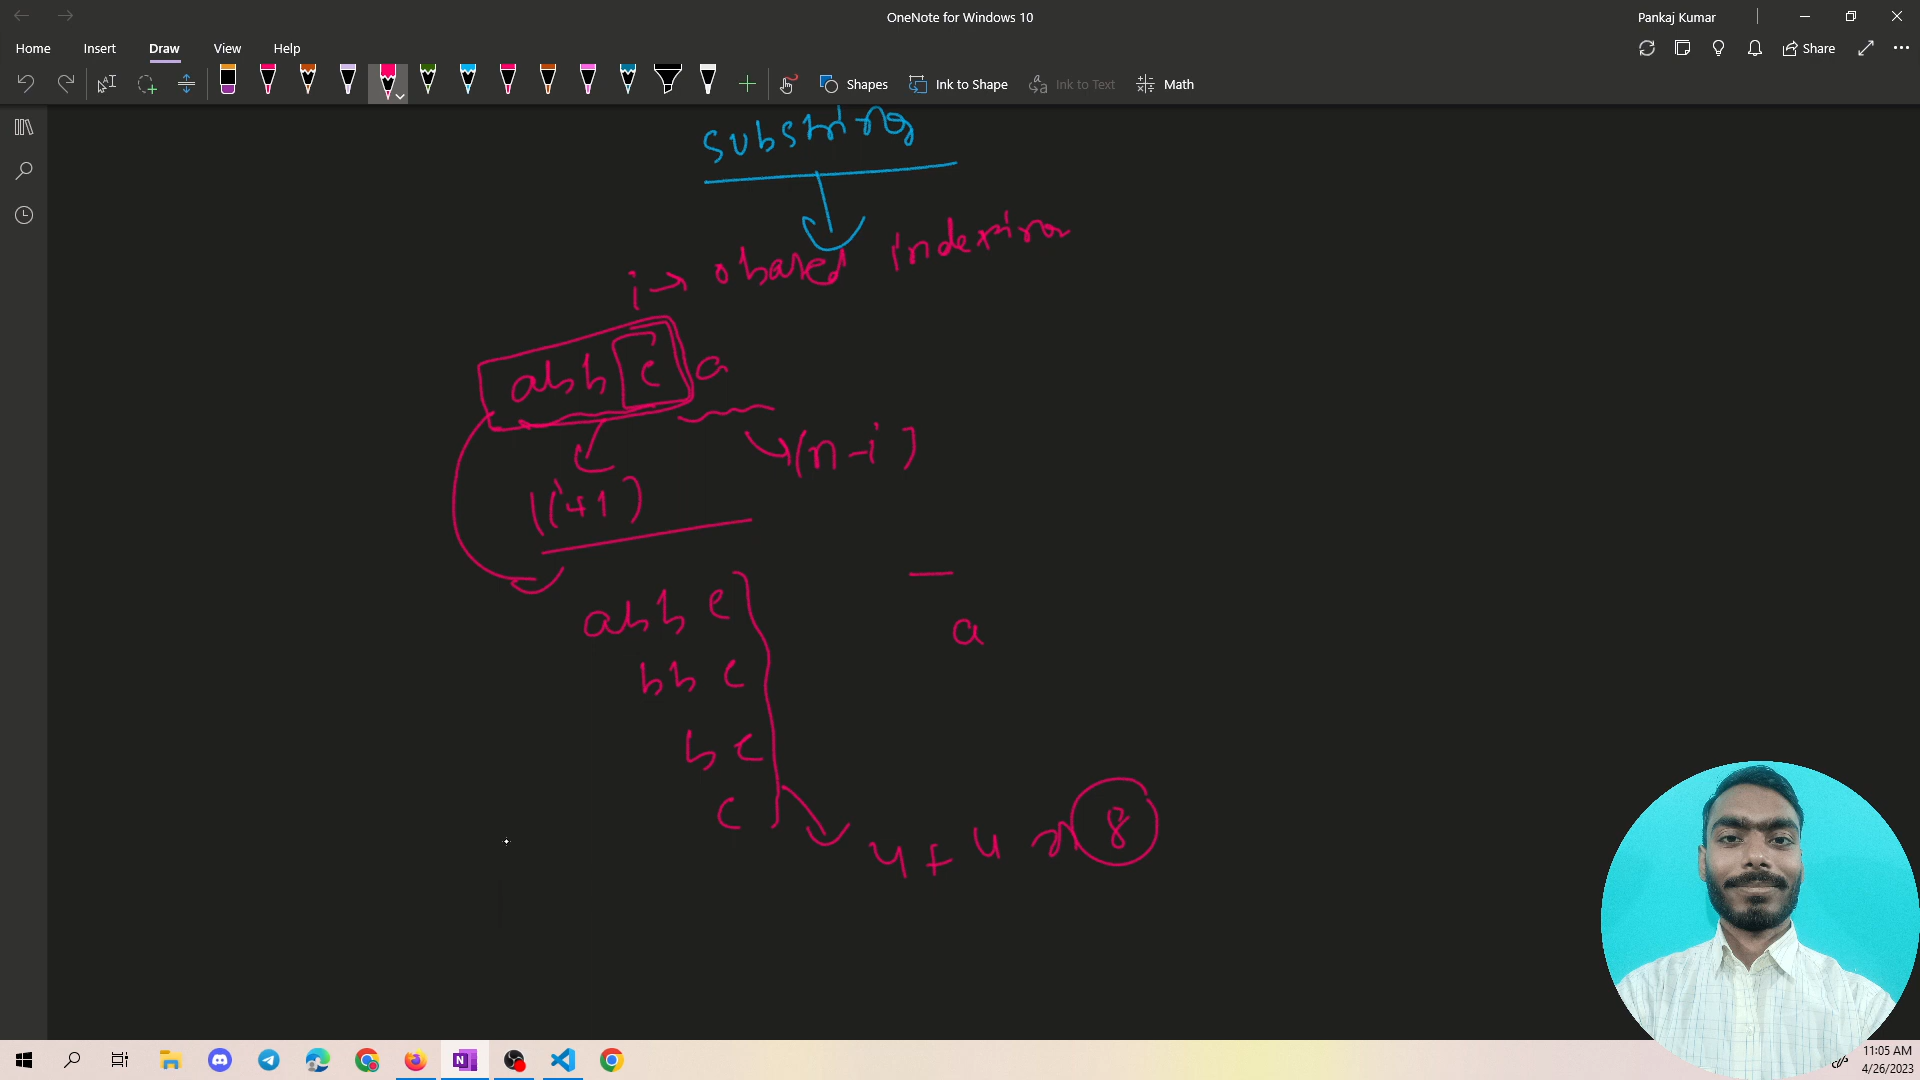 OneNote for Windows 10
Pankaj Kumar
Home Insert Draw View Help
Share
Shapes
Ink to Shape
Ink to Text
Math
substring
i → 0 based indexing
abbca
(n-i)
(i+1)
abbc
a
bbc
bc
c
4 + 4 → 8
11:05 AM
4/26/2023